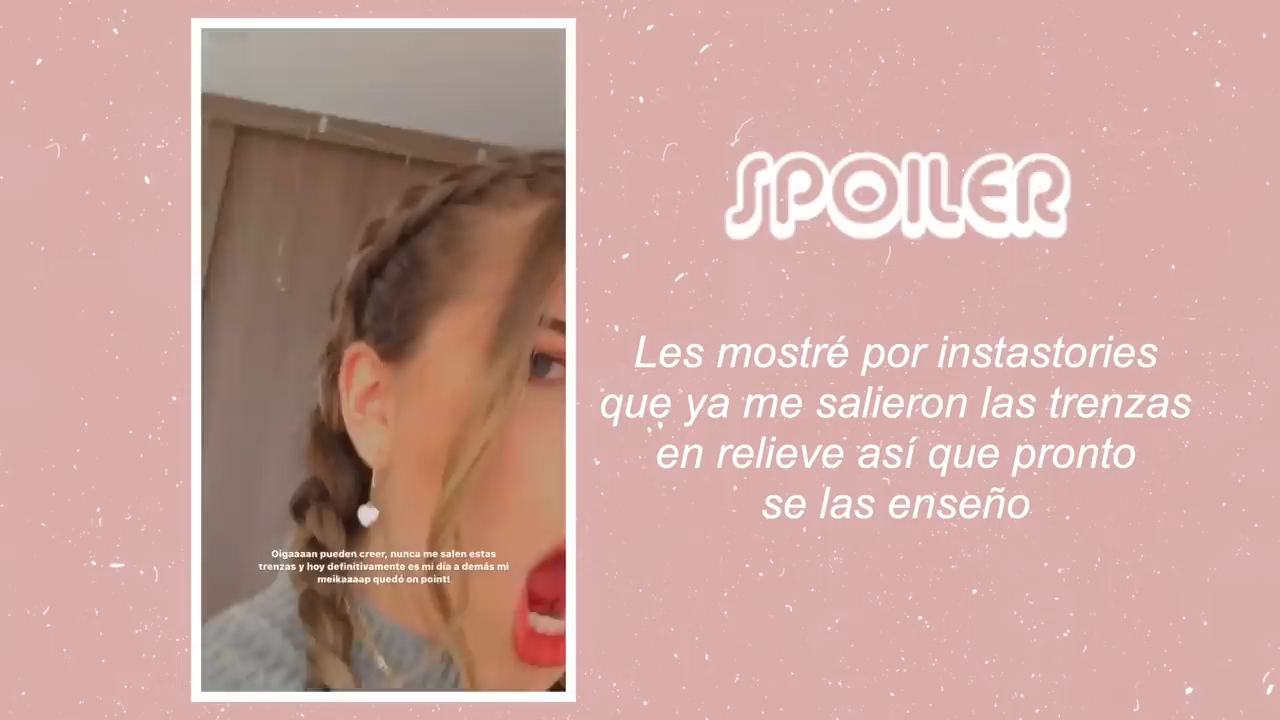 SPOILER
Les mostré por instastories
que ya me salieron las trenzas
en relieve así que pronto
se las enseño
Oigaaaan pueden creer, nunca me salen estas
trenzas y hoy definitivamente es mi día a demás mi
meikaaaap quedó on point!